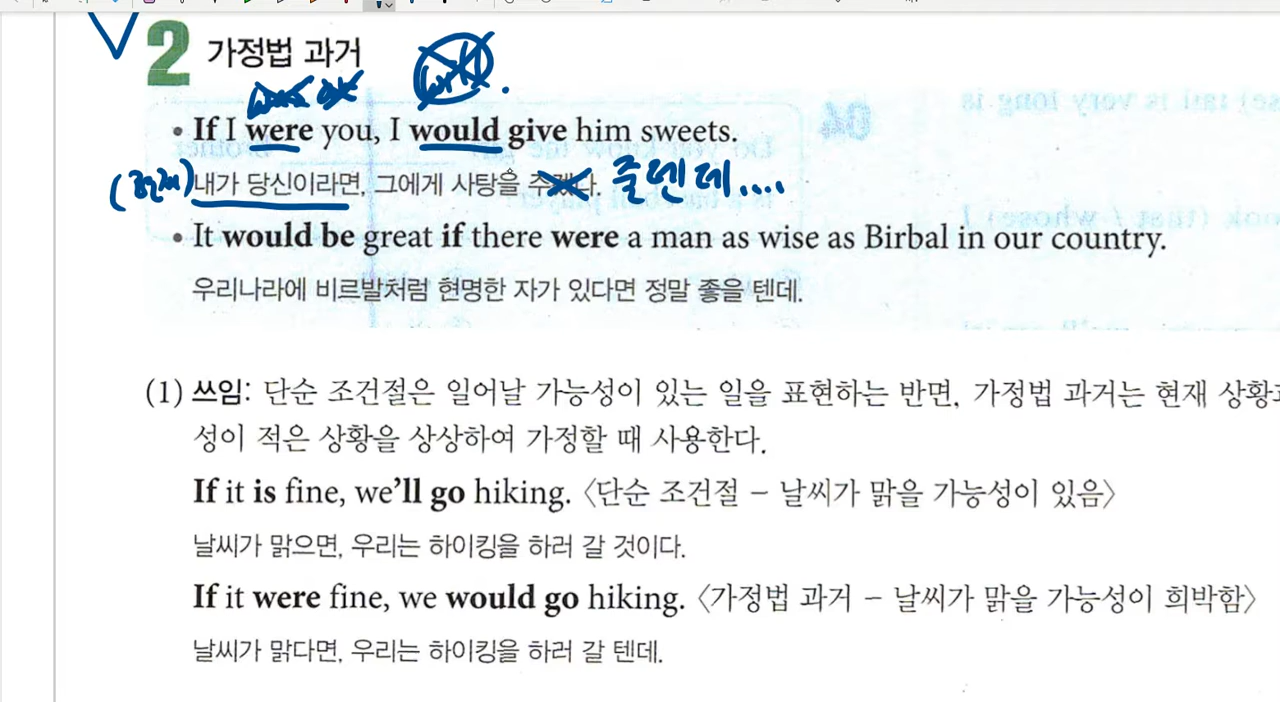 2 가정법 과거
• If I were you, I would give him sweets.
(현재) 내가 당신이라면, 그에게 사탕을 주겠다. 줄텐데....
• It would be great if there were a man as wise as Birbal in our country.
우리나라에 비르발처럼 현명한 자가 있다면 정말 좋을 텐데.
(1) 쓰임: 단순 조건절은 일어날 가능성이 있는 일을 표현하는 반면, 가정법 과거는 현재 상황과
성이 적은 상황을 상상하여 가정할 때 사용한다.
If it is fine, we'll go hiking. 〈단순 조건절 – 날씨가 맑을 가능성이 있음〉
날씨가 맑으면, 우리는 하이킹을 하러 갈 것이다.
If it were fine, we would go hiking. 〈가정법 과거 – 날씨가 맑을 가능성이 희박함〉
날씨가 맑다면, 우리는 하이킹을 하러 갈 텐데.